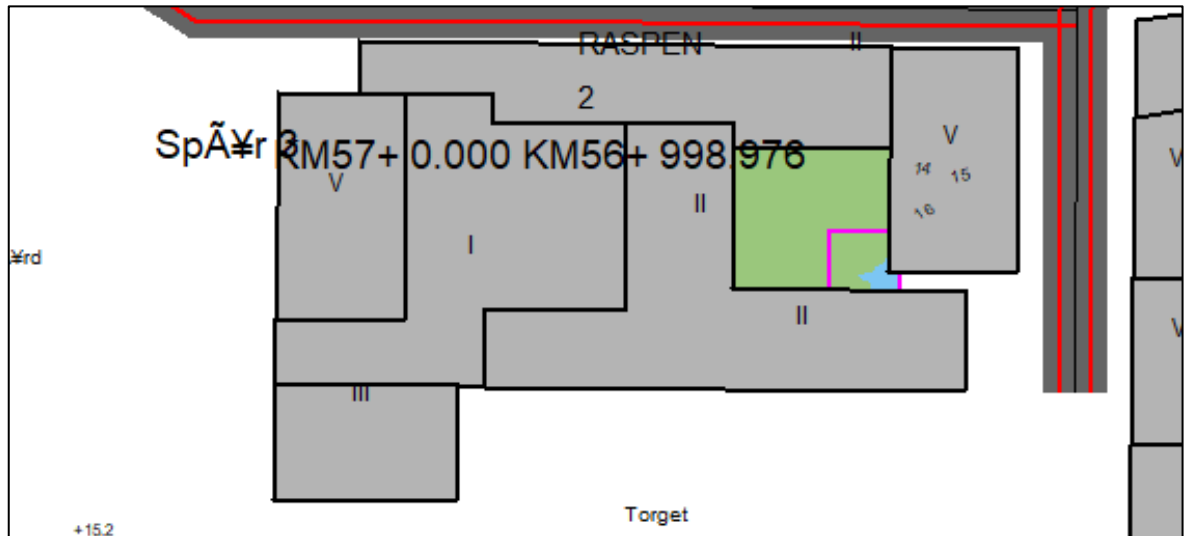 RASPEN II
2
V
14 15
16
SpÃ¥r 3
KM57+ 0.000 KM56+ 998.976
V
V
II
I
¥rd
II
V
III
Torget
+15.2